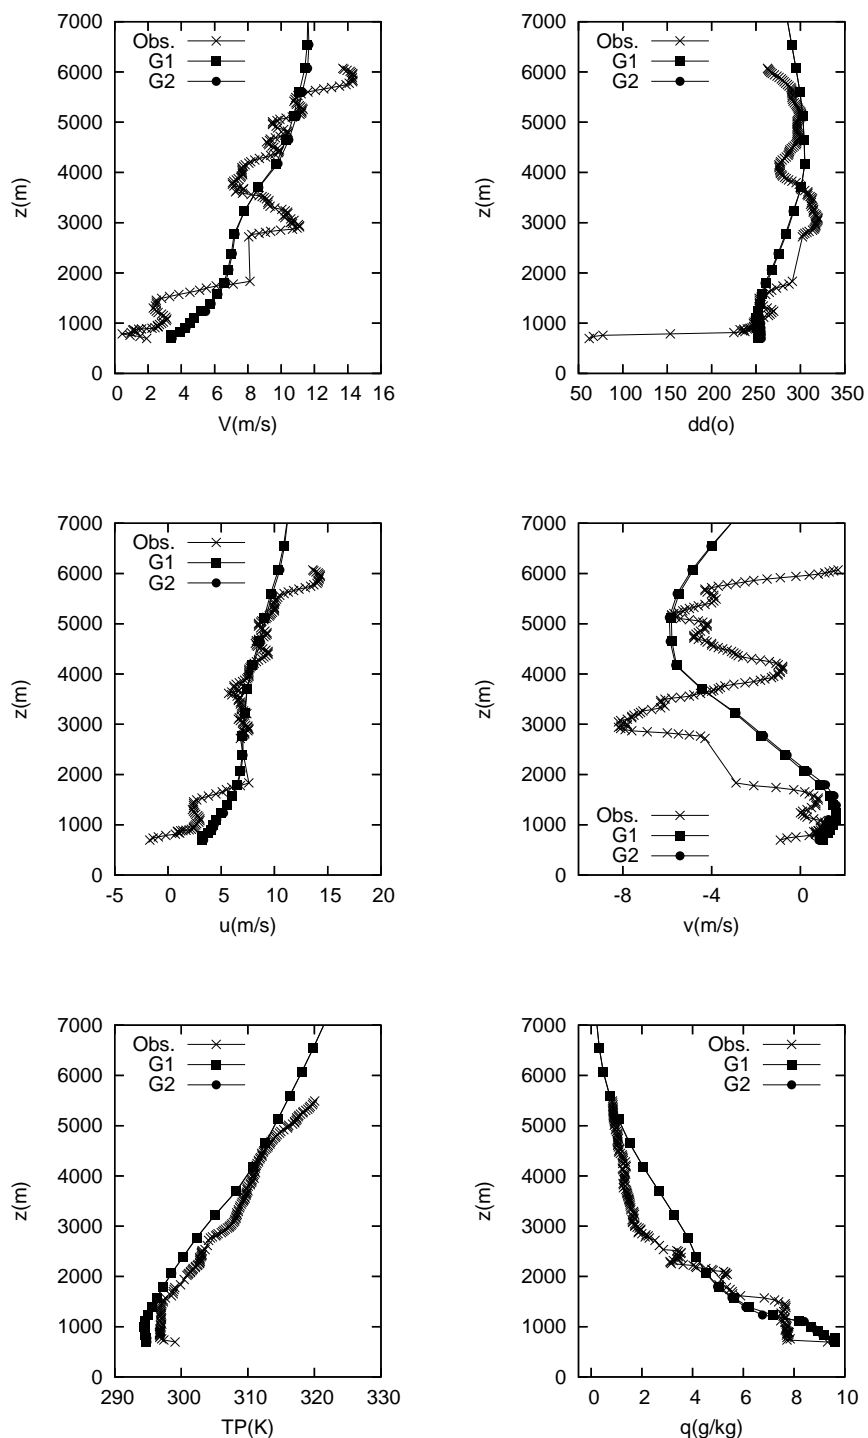 7000
6000
5000
4000
3000
2000
1000
0
z(m)
Obs.
G1
G2
0 2 4 6 8 10 12 14 16
V(m/s)
7000
6000
5000
4000
3000
2000
1000
0
z(m)
Obs.
G1
G2
50 100 150 200 250 300 350
dd(o)
7000
6000
5000
4000
3000
2000
1000
0
z(m)
Obs.
G1
G2
-5 0 5 10 15 20
u(m/s)
7000
6000
5000
4000
3000
2000
1000
0
z(m)
Obs.
G1
G2
-8 -4 0
v(m/s)
7000
6000
5000
4000
3000
2000
1000
0
z(m)
Obs.
G1
G2
290 300 310 320 330
TP(K)
7000
6000
5000
4000
3000
2000
1000
0
z(m)
Obs.
G1
G2
0 2 4 6 8 10
q(g/kg)